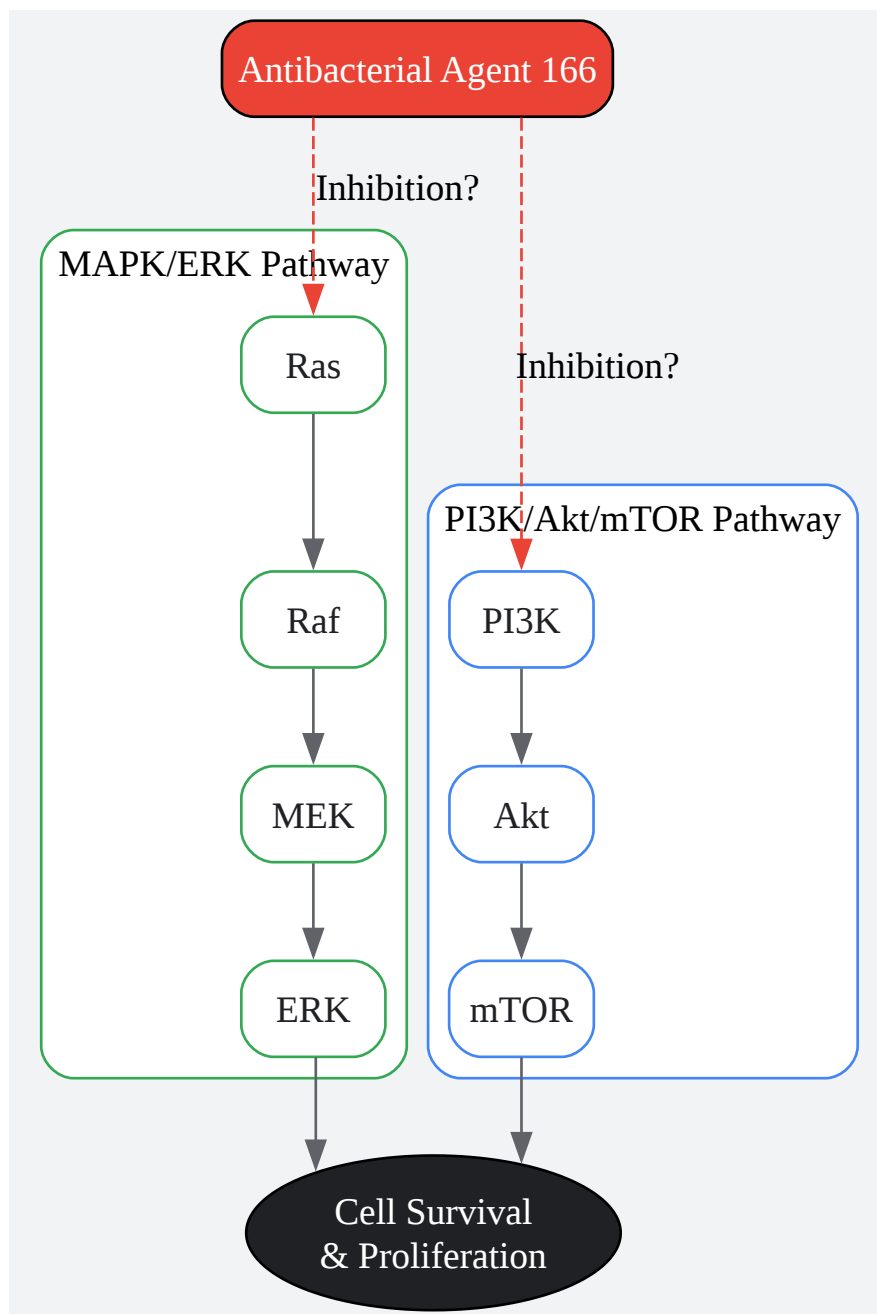 Antibacterial Agent 166
Inhibition?
MAPK/ERK Pathway
Ras
Inhibition?
PI3K/Akt/mTOR Pathway
Raf
PI3K
MEK
Akt
ERK
mTOR
Cell Survival
& Proliferation